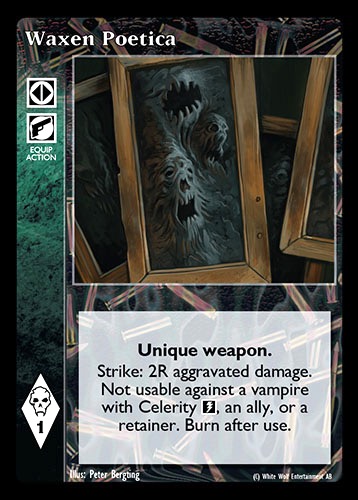 Waxen Poetica
EQUIP
ACTION
Unique weapon.
Strike: 2R aggravated damage.
Not usable against a vampire
with Celerity , an ally, or a
retainer. Burn after use.
1
Illus: Peter Bergting
(C) White Wolf Entertainment AB